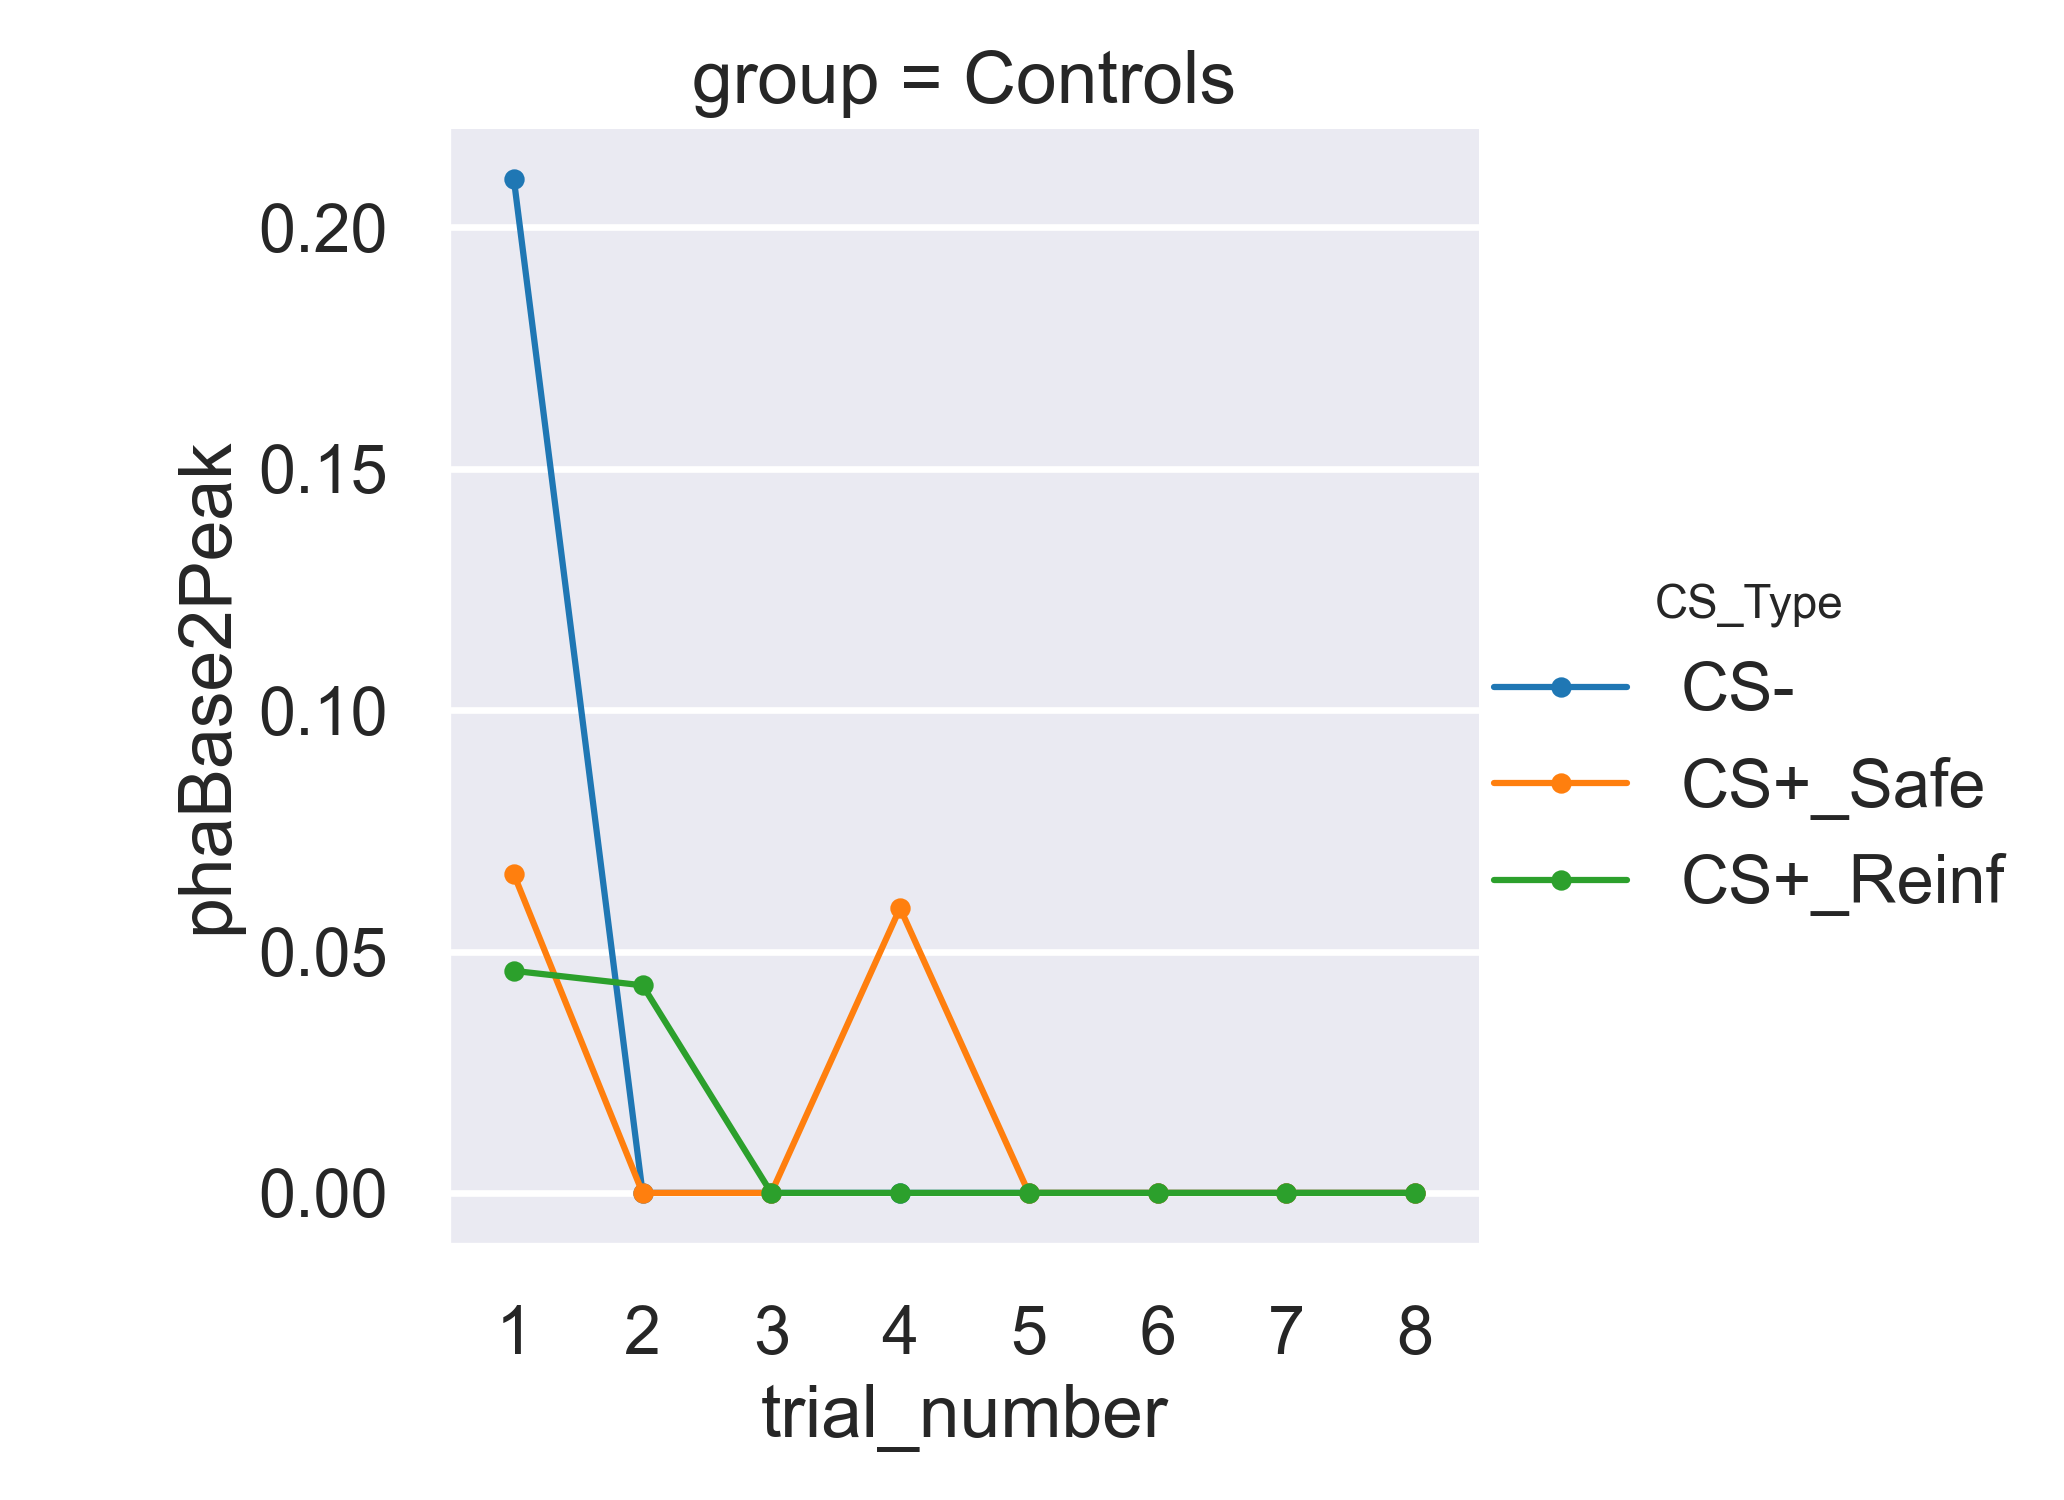 group = Controls
phaBase2Peak
0.20
0.15
0.10
0.05
0.00
1 2 3 4 5 6 7 8
trial_number
CS_Type
CS-
CS+_Safe
CS+_Reinf